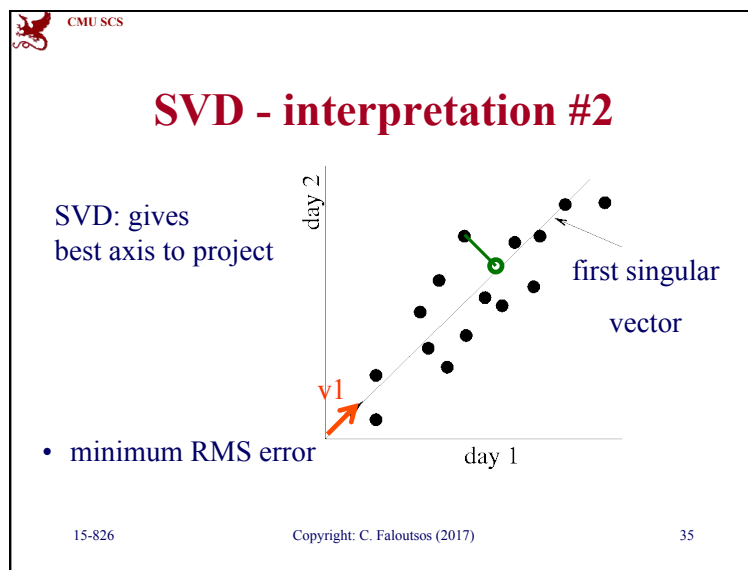 CMU SCS
SVD - interpretation #2
SVD: gives
best axis to project
day 2
first singular
vector
v1
• minimum RMS error
day 1
15-826
Copyright: C. Faloutsos (2017)
35